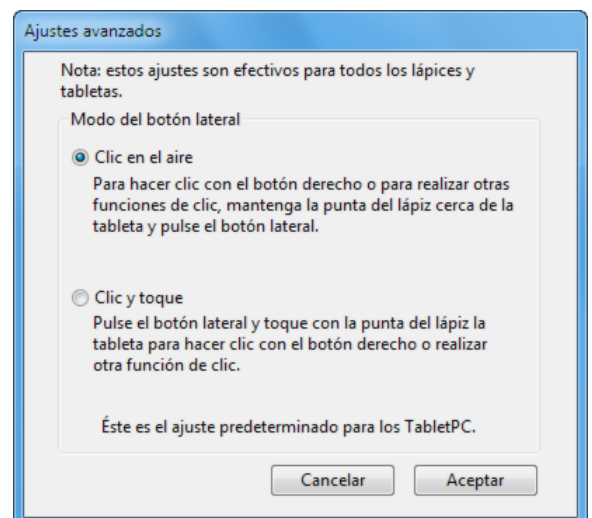 Ajustes avanzados
Nota: estos ajustes son efectivos para todos los lápices y
tabletas.
Modo del botón lateral
Clic en el aire
Para hacer clic con el botón derecho o para realizar otras
funciones de clic, mantenga la punta del lápiz cerca de la
tableta y pulse el botón lateral.
Clic y toque
Pulse el botón lateral y toque con la punta del lápiz la
tableta para hacer clic con el botón derecho o realizar
otra función de clic.
Éste es el ajuste predeterminado para los TabletPC.
Cancelar Aceptar